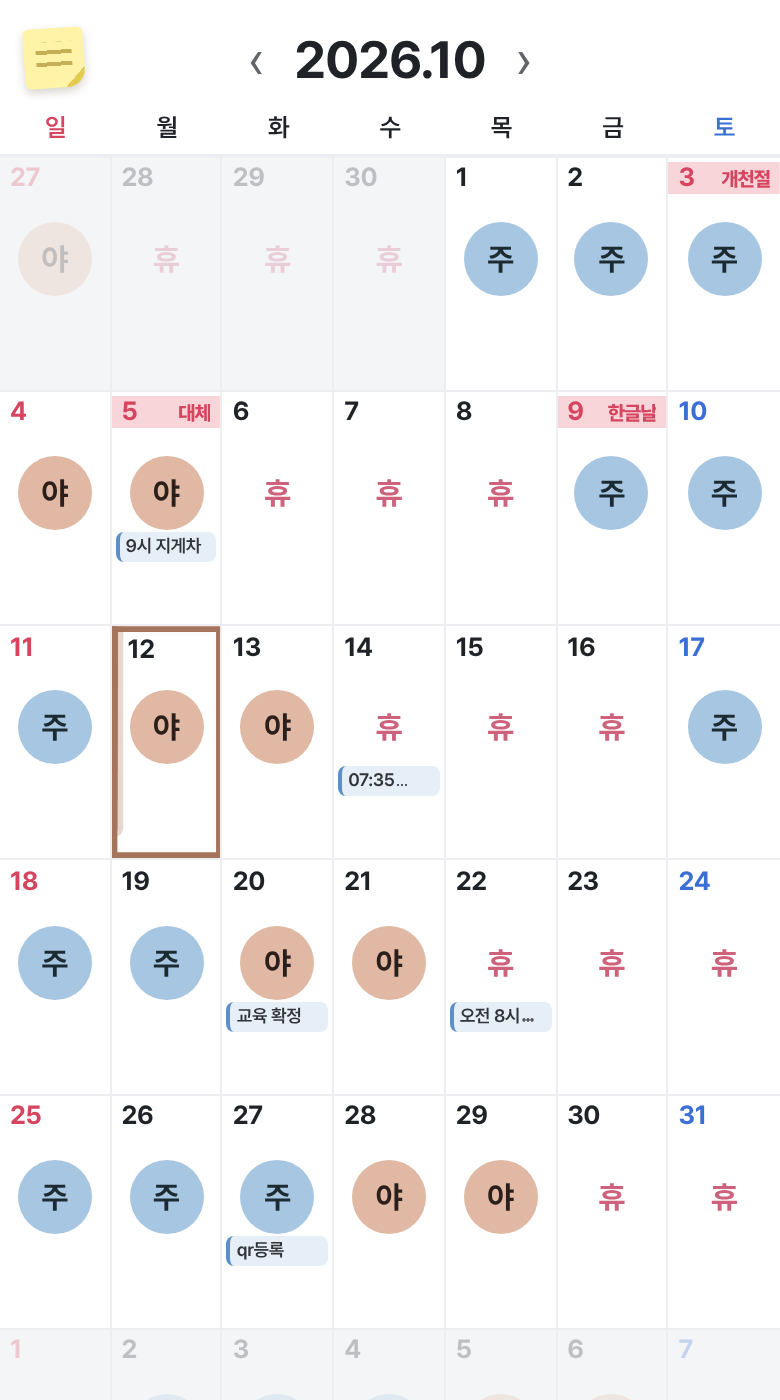 ‹ 2026.10 ›
일 월 화 수 목 금 토
27 28 29 30 1 2 3 개천절
야 휴 휴 휴 주 주 주
4 5 대체 6 7 8 9 한글날 10
야 야 휴 휴 휴 주 주
9시 지게차
11 12 13 14 15 16 17
주 야 야 휴 휴 휴 주
07:35...
18 19 20 21 22 23 24
주 주 야 야 휴 휴 휴
교육 확정 오전 8시...
25 26 27 28 29 30 31
주 주 주 야 야 휴 휴
qr등록
1 2 3 4 5 6 7